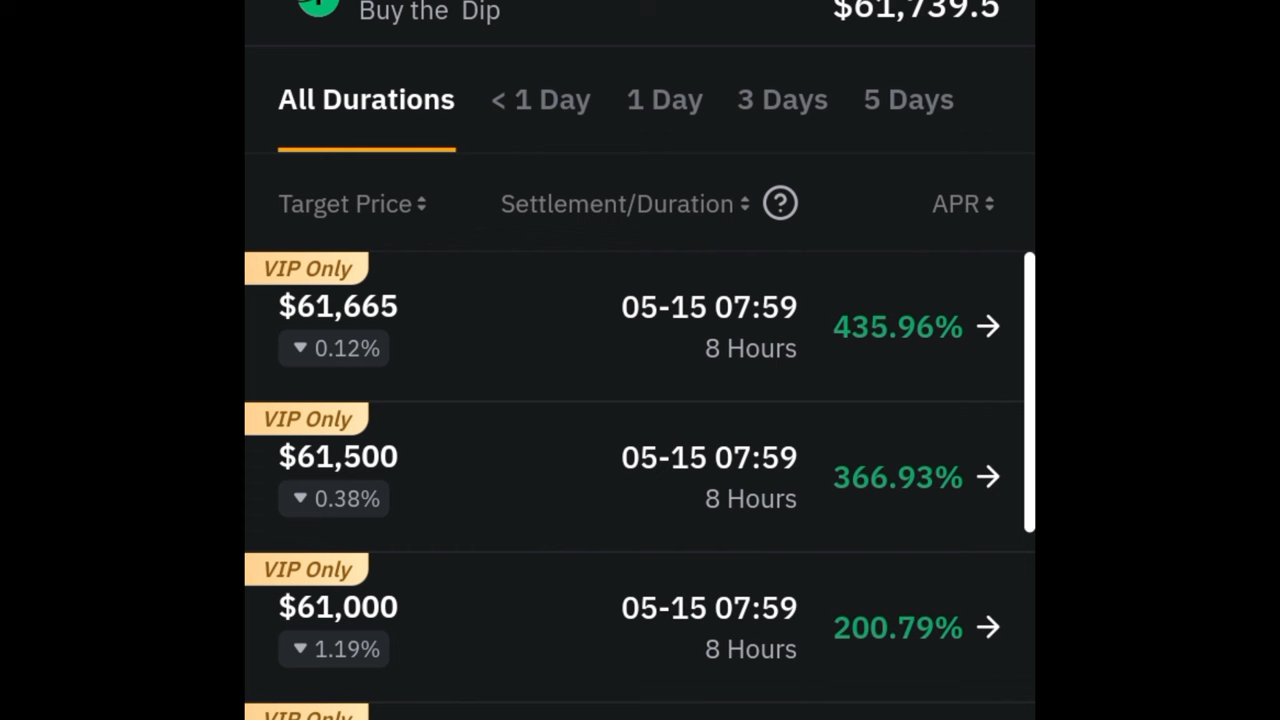 Buy the Dip
$61,739.5
All Durations < 1 Day 1 Day 3 Days 5 Days
Target Price Settlement/Duration ? APR
VIP Only
$61,665 05-15 07:59 435.96%
0.12% 8 Hours
VIP Only
$61,500 05-15 07:59 366.93%
0.38% 8 Hours
VIP Only
$61,000 05-15 07:59 200.79%
1.19% 8 Hours
VIP Only